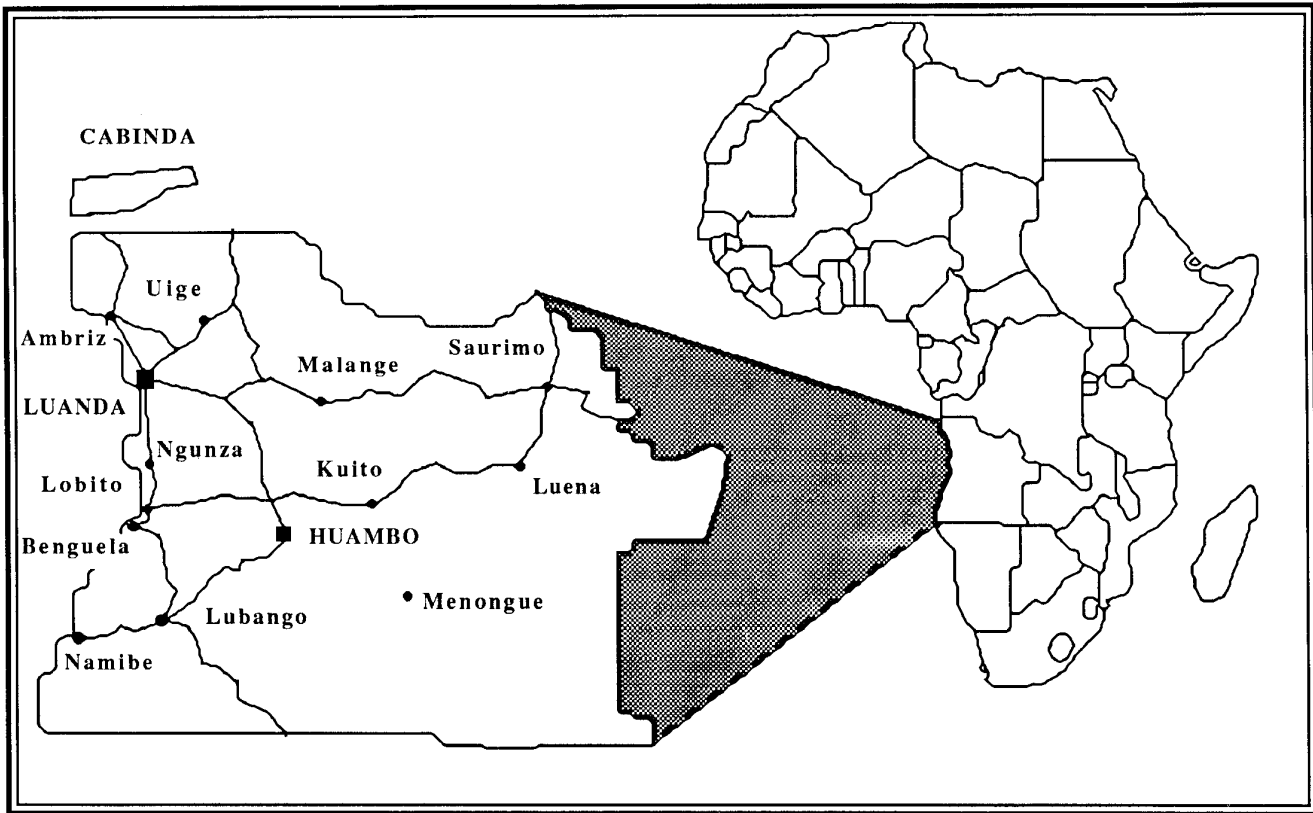 CABINDA
Uige
Ambriz
Saurimo
Malange
LUANDA
Ngunza
Kuito
Lobito
Luena
HUAMBO
Benguela
Menongue
Lubango
Namibe